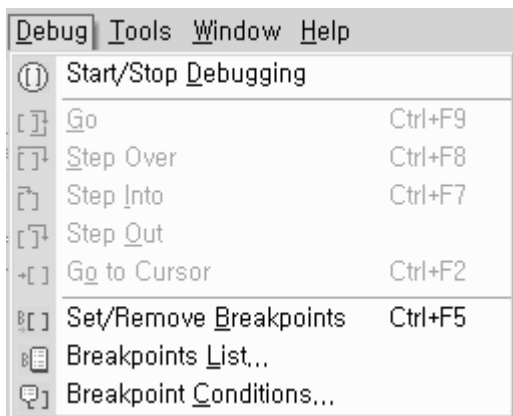 Debug Tools Window Help
Start/Stop Debugging
Go Ctrl+F9
Step Over Ctrl+F8
Step Into Ctrl+F7
Step Out
Go to Cursor Ctrl+F2
Set/Remove Breakpoints Ctrl+F5
Breakpoints List...
Breakpoint Conditions...